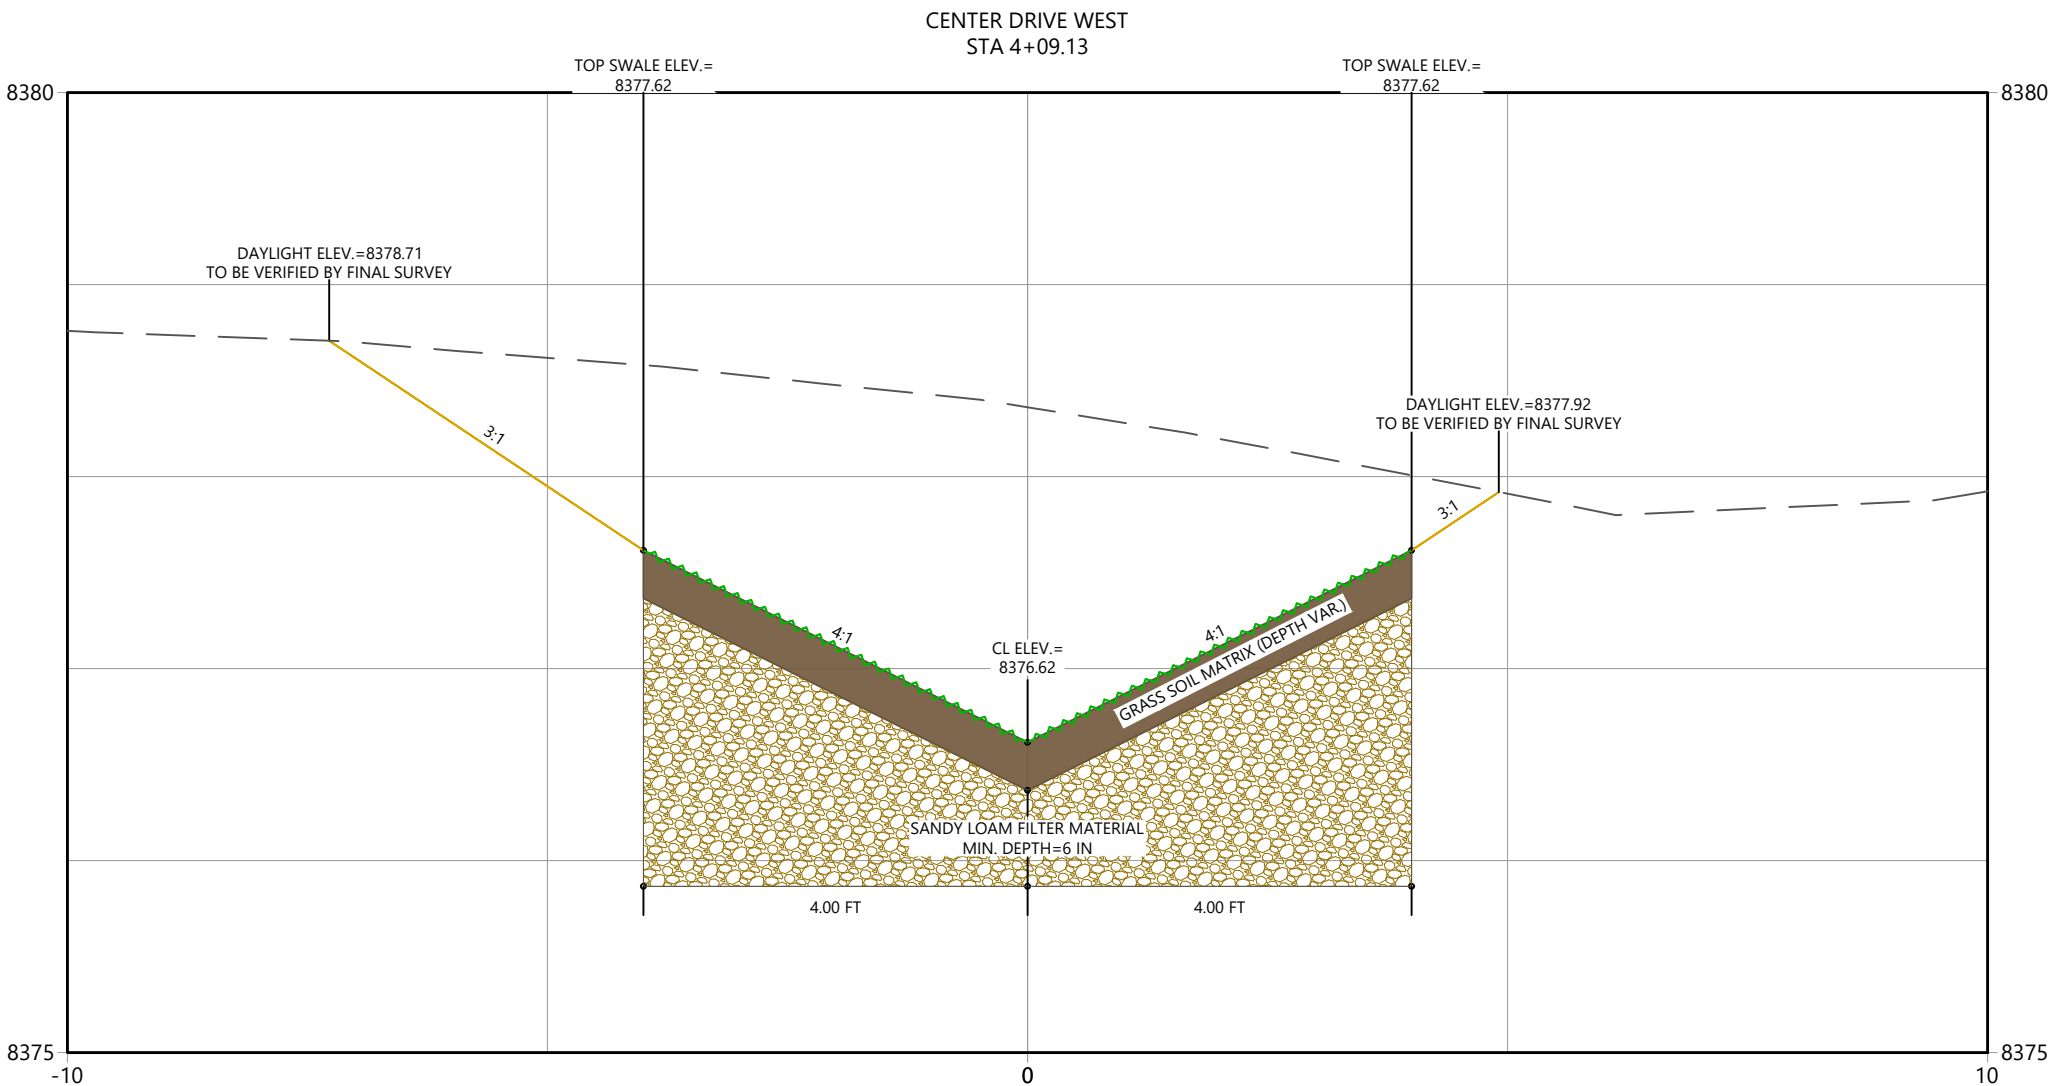 CENTER DRIVE WEST
STA 4+09.13
TOP SWALE ELEV.=
8377.62
TOP SWALE ELEV.=
8377.62
8380
8380
DAYLIGHT ELEV.=8378.71
TO BE VERIFIED BY FINAL SURVEY
DAYLIGHT ELEV.=8377.92
TO BE VERIFIED BY FINAL SURVEY
3:1
3:1
4:1
4:1
CL ELEV.=
8376.62
GRASS SOIL MATRIX (DEPTH VAR.)
SANDY LOAM FILTER MATERIAL
MIN. DEPTH=6 IN
4.00 FT
4.00 FT
8375
8375
-10
0
10